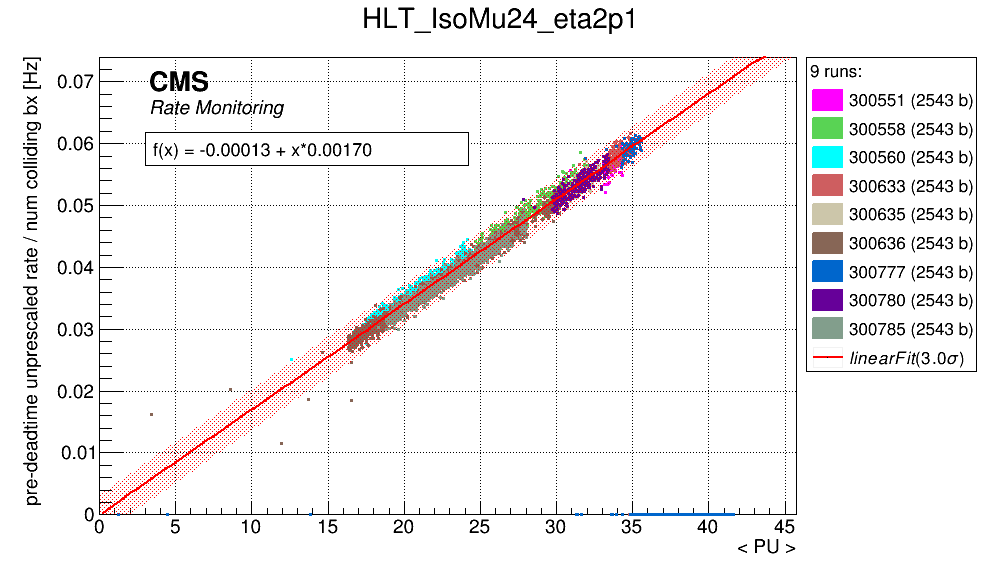 HLT_IsoMu24_eta2p1
pre-deadtime unprescaled rate / num colliding bx [Hz]
0.07
0.06
0.05
0.04
0.03
0.02
0.01
0
CMS
Rate Monitoring
f(x) = -0.00013 + x*0.00170
0 5 10 15 20 25 30 35 40 45
< PU >
9 runs:
300551 (2543 b)
300558 (2543 b)
300560 (2543 b)
300633 (2543 b)
300635 (2543 b)
300636 (2543 b)
300777 (2543 b)
300780 (2543 b)
300785 (2543 b)
linearFit(3.0σ)